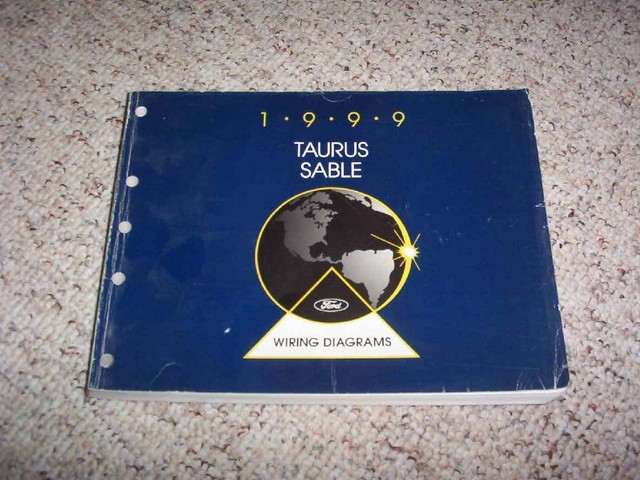 1 • 9 • 9 • 9
TAURUS
SABLE
Ford
WIRING DIAGRAMS